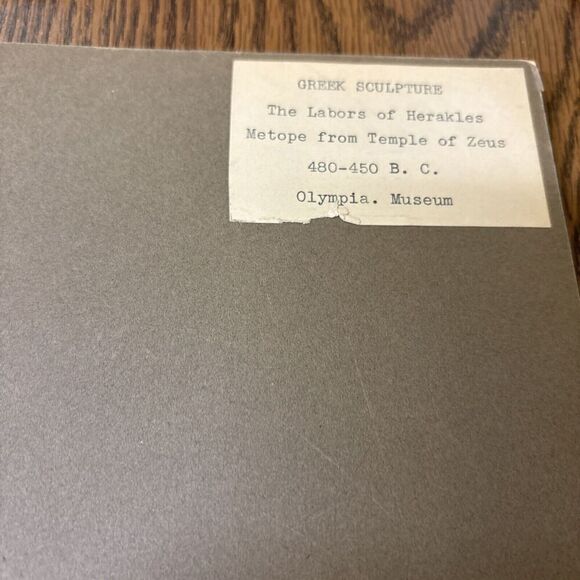 GREEK SCULPTURE
The Labors of Herakles
Metope from Temple of Zeus
480-450 B. C.
Olympia. Museum